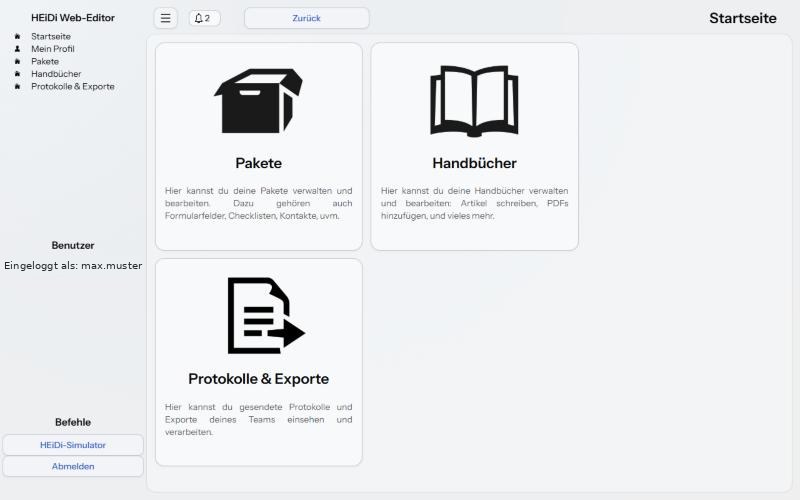 HEiDi Web-Editor
Startseite
Mein Profil
Pakete
Handbücher
Protokolle & Exporte
Benutzer
Eingeloggt als: max.muster
Befehle
HEiDi-Simulator
Abmelden
2
Zurück
Startseite
Pakete
Hier kannst du deine Pakete verwalten und
bearbeiten. Dazu gehören auch
Formularfelder, Checklisten, Kontakte, uvm.
Handbücher
Hier kannst du deine Handbücher verwalten
und bearbeiten: Artikel schreiben, PDFs
hinzufügen, und vieles mehr.
Protokolle & Exporte
Hier kannst du gesendete Protokolle und
Exporte deines Teams einsehen und
verarbeiten.